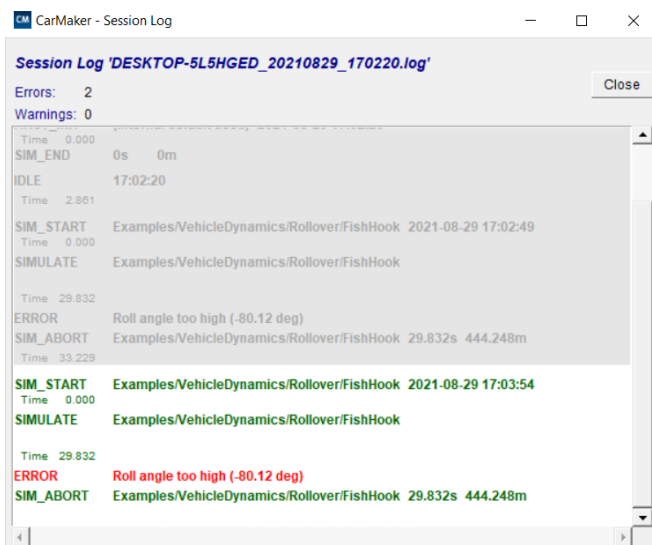 CM CarMaker - Session Log
Session Log 'DESKTOP-5L5HGED_20210829_170220.log'
Close
Errors: 2
Warnings: 0
Time 0.000
SIM_END 0s 0m
IDLE 17:02:20
Time 2.861
SIM_START Examples/VehicleDynamics/Rollover/FishHook 2021-08-29 17:02:49
Time 0.000
SIMULATE Examples/VehicleDynamics/Rollover/FishHook
Time 29.832
ERROR Roll angle too high (-80.12 deg)
SIM_ABORT Examples/VehicleDynamics/Rollover/FishHook 29.832s 444.248m
Time 33.229
SIM_START Examples/VehicleDynamics/Rollover/FishHook 2021-08-29 17:03:54
Time 0.000
SIMULATE Examples/VehicleDynamics/Rollover/FishHook
Time 29.832
ERROR Roll angle too high (-80.12 deg)
SIM_ABORT Examples/VehicleDynamics/Rollover/FishHook 29.832s 444.248m